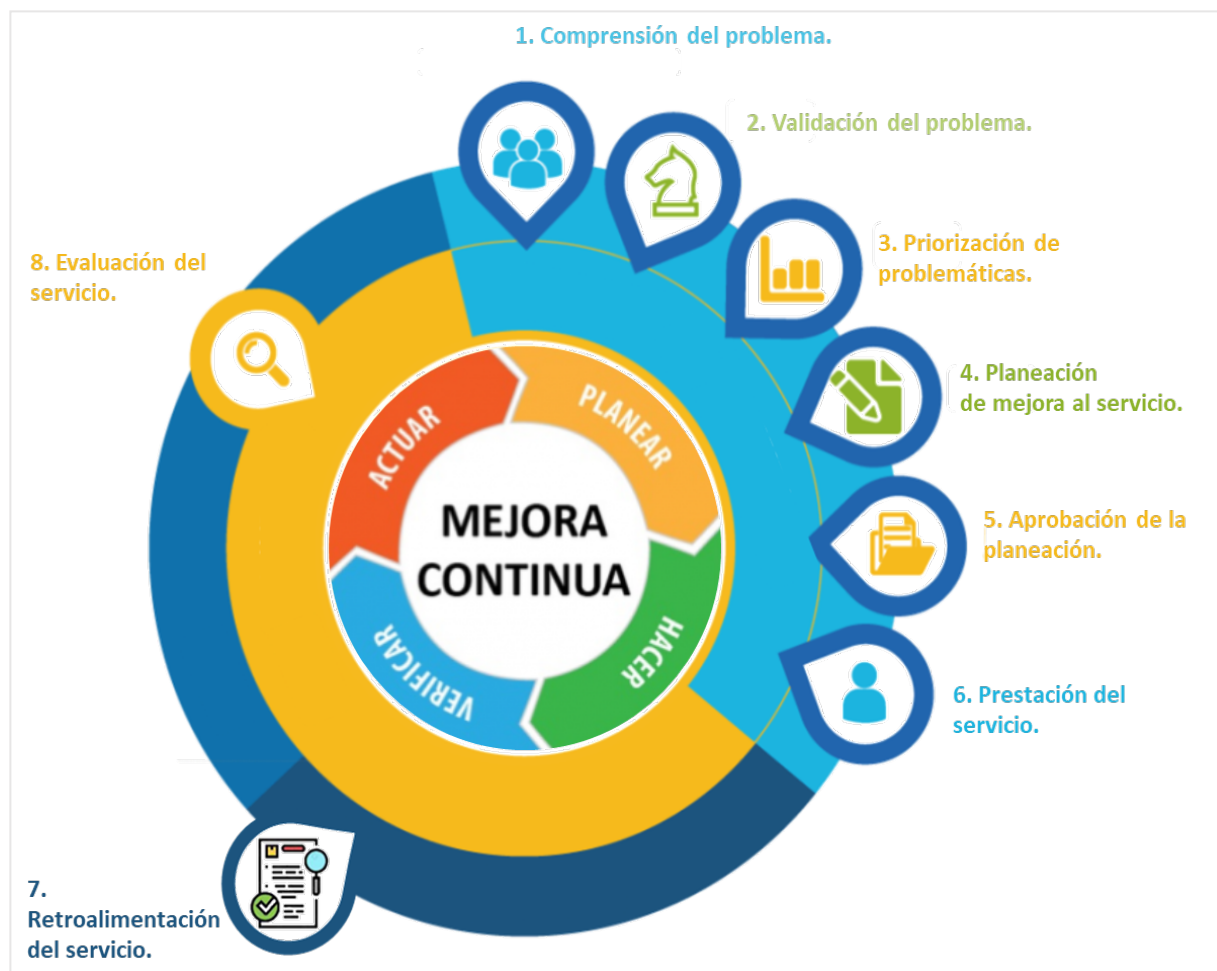 1. Comprensión del problema.
2. Validación del problema.
3. Priorización de
problemáticas.
4. Planeación
de mejora al servicio.
5. Aprobación de la
planeación.
6. Prestación del
servicio.
7.
Retroalimentación
del servicio.
8. Evaluación del
servicio.
PLANEAR
HACER
VERIFICAR
ACTUAR
MEJORA
CONTINUA